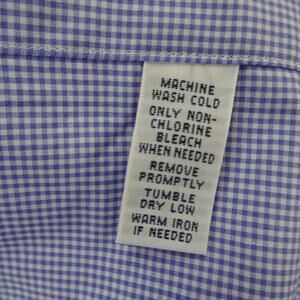 MACHINE
WASH COLD
ONLY NON-
CHLORINE
BLEACH
WHEN NEEDED
REMOVE
PROMPTLY
TUMBLE
DRY LOW
WARM IRON
IF NEEDED